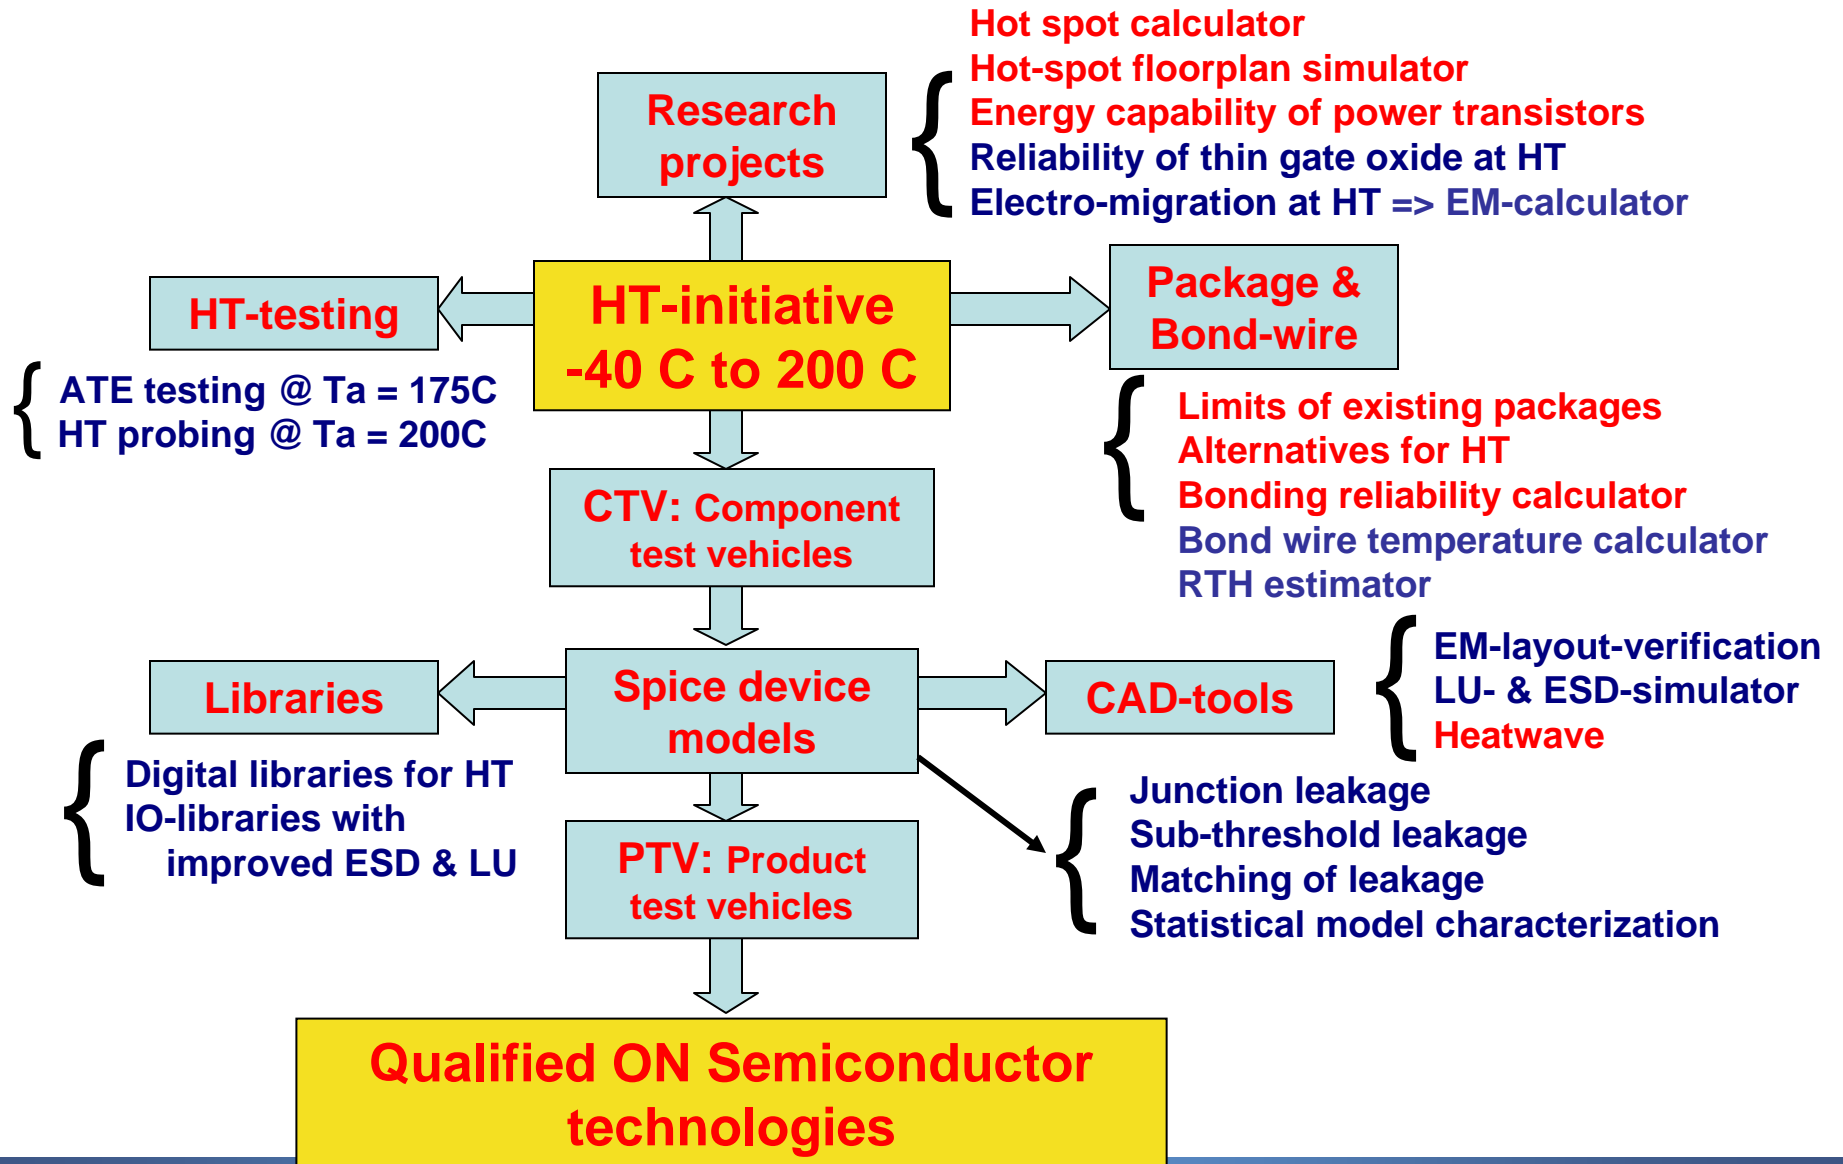 Hot spot calculator
Hot-spot floorplan simulator
Energy capability of power transistors
Reliability of thin gate oxide at HT
Electro-migration at HT => EM-calculator
Research
projects
HT-testing
HT-initiative
-40 C to 200 C
Package &
Bond-wire
{ ATE testing @ Ta = 175C
HT probing @ Ta = 200C
Limits of existing packages
Alternatives for HT
Bonding reliability calculator
Bond wire temperature calculator
RTH estimator
CTV: Component
test vehicles
Libraries
Spice device
models
CAD-tools
EM-layout-verification
LU- & ESD-simulator
Heatwave
Digital libraries for HT
IO-libraries with
improved ESD & LU
Junction leakage
Sub-threshold leakage
Matching of leakage
Statistical model characterization
PTV: Product
test vehicles
Qualified ON Semiconductor
technologies